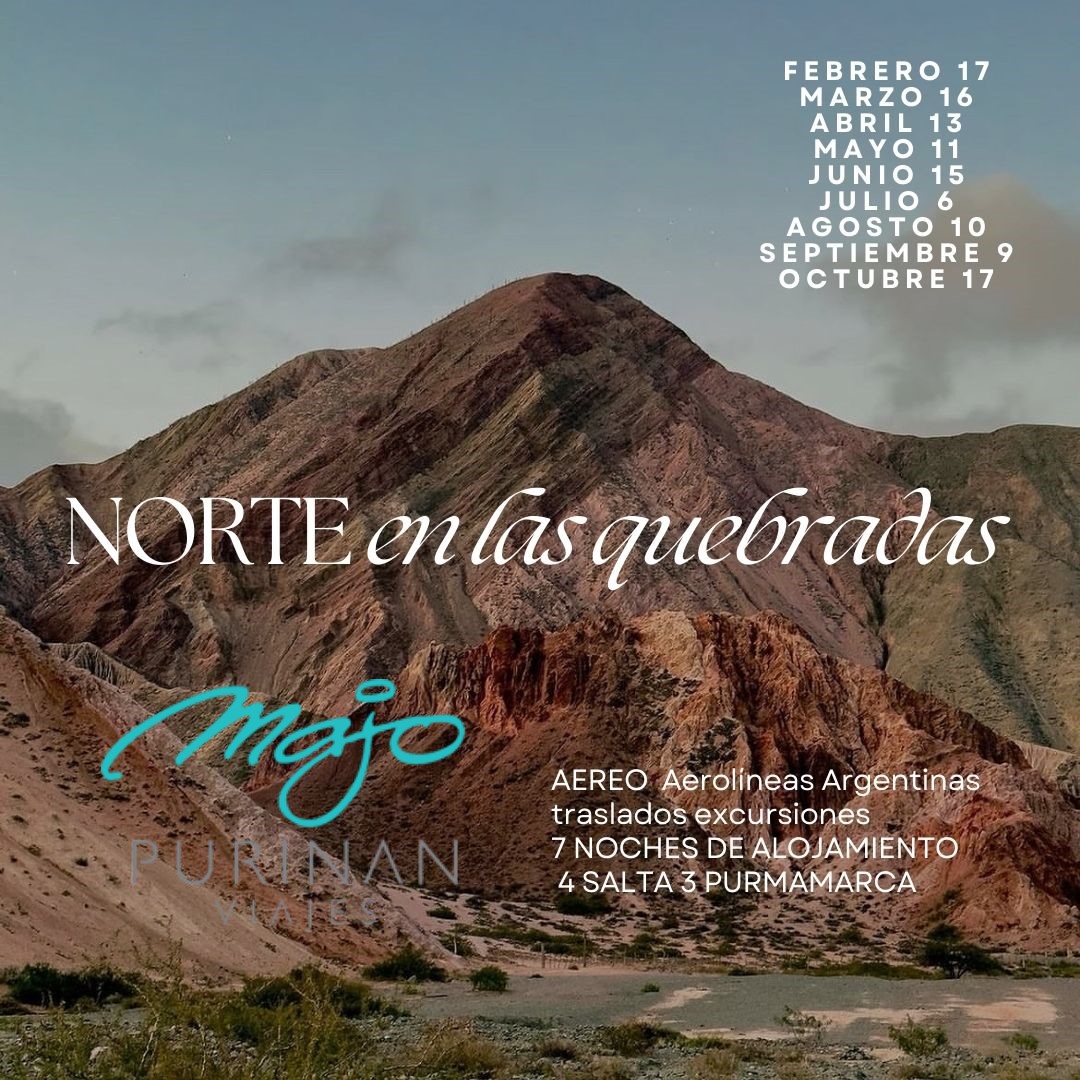 FEBRERO 17
MARZO 16
ABRIL 13
MAYO 11
JUNIO 15
JULIO 6
AGOSTO 10
SEPTIEMBRE 9
OCTUBRE 17
NORTE en las quebradas
majo
PURINAN
VIAJES
AEREO  Aerolíneas Argentinas
traslados excursiones
7 NOCHES DE ALOJAMIENTO
4 SALTA 3 PURMAMARCA